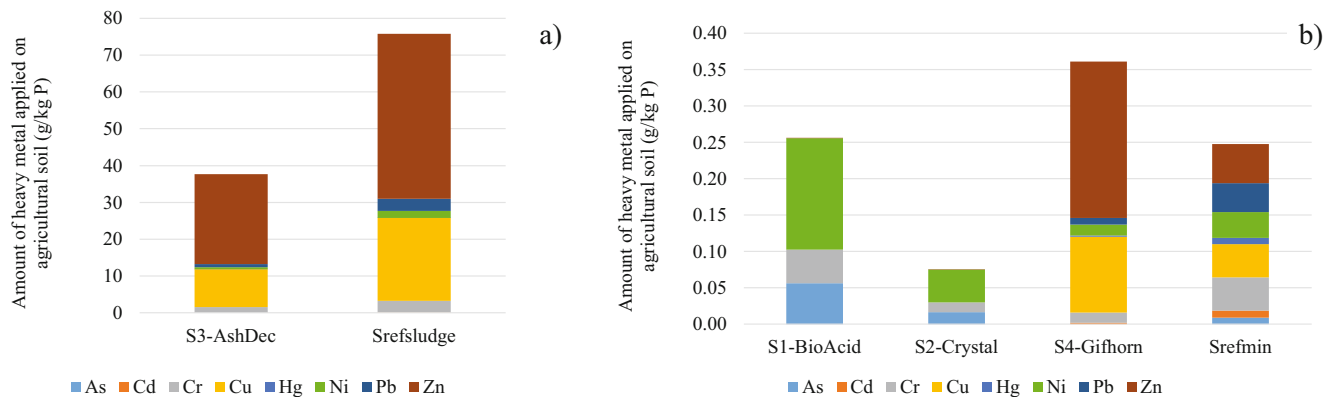 a)
Amount of heavy metal applied on
agricultural soil (g/kg P)
80
70
60
50
40
30
20
10
0
S3-AshDec Srefsludge
As Cd Cr Cu Hg Ni Pb Zn
b)
Amount of heavy metal applied on
agricultural soil (g/kg P)
0.40
0.35
0.30
0.25
0.20
0.15
0.10
0.05
0.00
S1-BioAcid S2-Crystal S4-Gifhorn Srefmin
As Cd Cr Cu Hg Ni Pb Zn